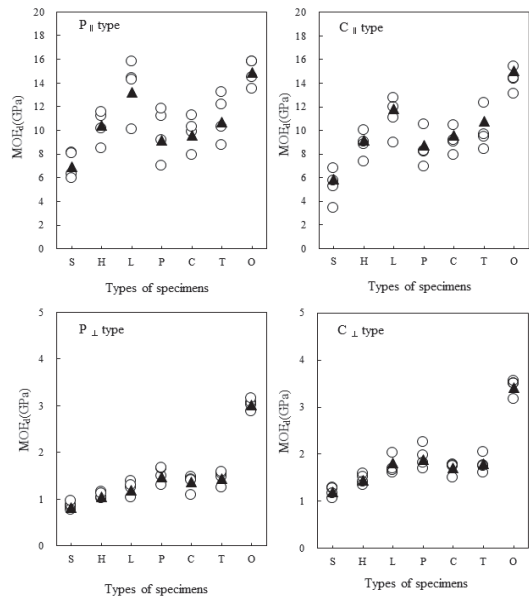 P ∥ type
MOEd(GPa)
20
18
16
14
12
10
8
6
4
2
0
S H L P C T O
Types of specimens
C ∥ type
MOEd(GPa)
20
18
16
14
12
10
8
6
4
2
0
S H L P C T O
Types of specimens
P ⊥ type
MOEd(GPa)
5
4
3
2
1
0
S H L P C T O
Types of specimens
C ⊥ type
MOEd(GPa)
5
4
3
2
1
0
S H L P C T O
Types of specimens